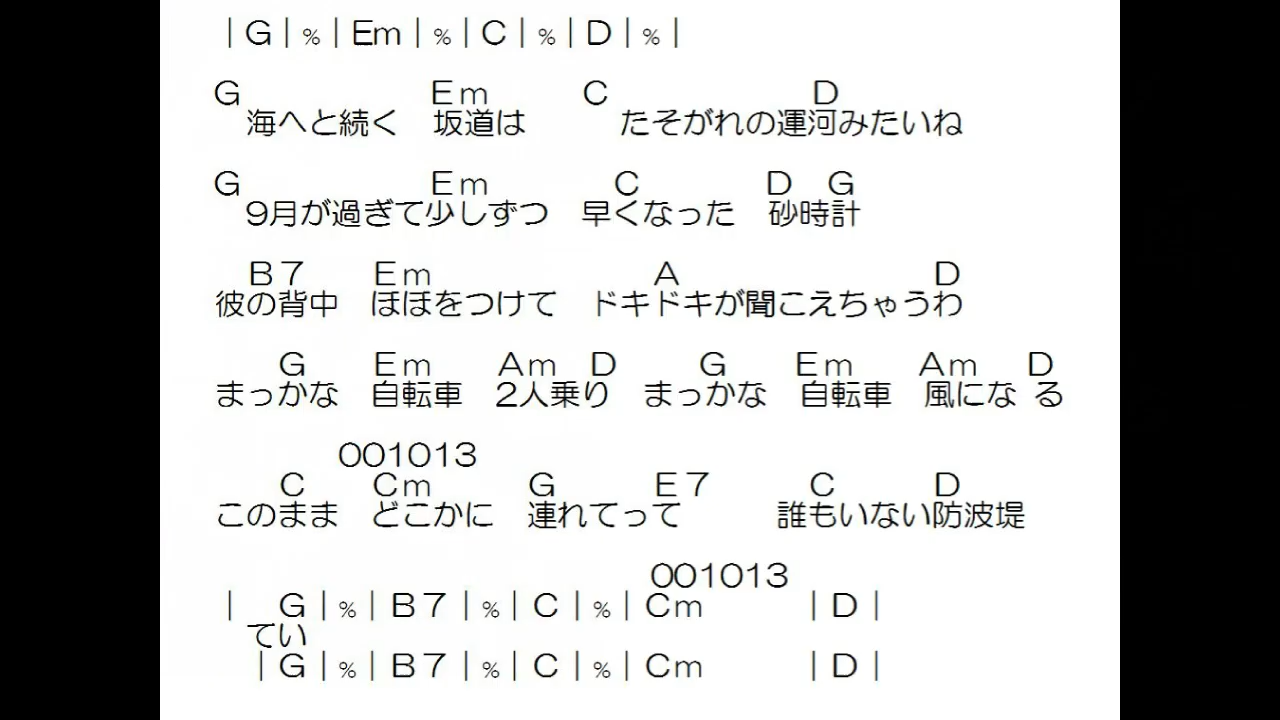 ｜G｜%｜Em｜%｜C｜%｜D｜%｜
G Em C D
海へと続く 坂道は たそがれの運河みたいね
G Em C D G
9月が過ぎて少しずつ 早くなった 砂時計
B7 Em A D
彼の背中 ほほをつけて ドキドキが聞こえちゃうわ
G Em Am D G Em Am D
まっかな 自転車 2人乗り まっかな 自転車 風にな る
001013
C Cm G E7 C D
このまま どこかに 連れてって 誰もいない防波堤
001013
｜ G｜%｜B7｜%｜C｜%｜Cm ｜D｜
てい
｜G｜%｜B7｜%｜C｜%｜Cm ｜D｜